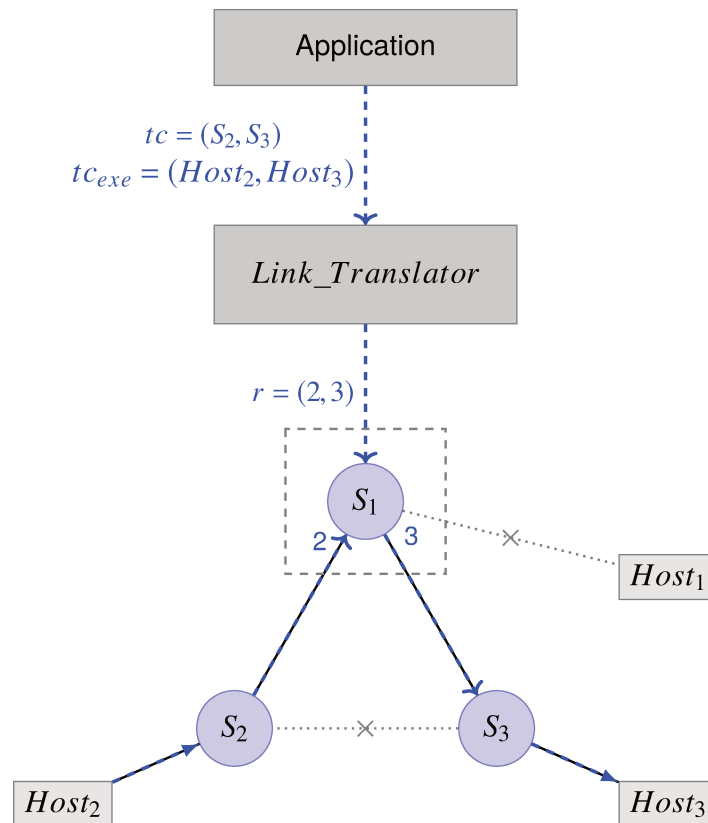 Application
tc = (S₂, S₃)
tcₑₓₑ = (Host₂, Host₃)
Link_Translator
r = (2, 3)
S₁
2
3
Host₁
S₂
S₃
Host₂
Host₃